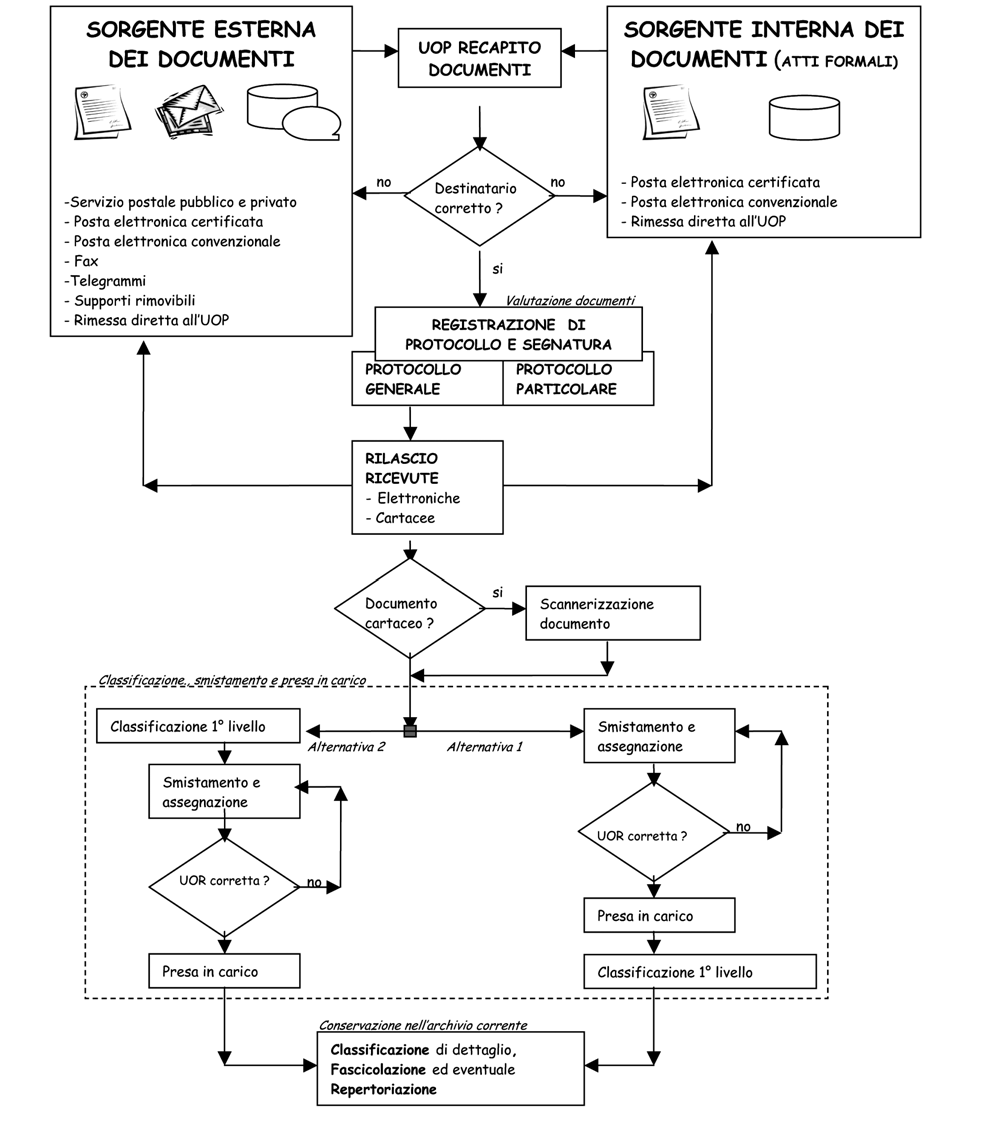 SORGENTE ESTERNA
DEI DOCUMENTI
UOP RECAPITO
DOCUMENTI
SORGENTE INTERNA DEI
DOCUMENTI (ATTI FORMALI)
-Servizio postale pubblico e privato
- Posta elettronica certificata
- Posta elettronica convenzionale
- Fax
-Telegrammi
- Supporti rimovibili
- Rimessa diretta all'UOP
- Posta elettronica certificata
- Posta elettronica convenzionale
- Rimessa diretta all'UOP
no
Destinatario
corretto ?
no
si
Valutazione documenti
REGISTRAZIONE DI
PROTOCOLLO E SEGNATURA
PROTOCOLLO
GENERALE
PROTOCOLLO
PARTICOLARE
RILASCIO
RICEVUTE
- Elettroniche
- Cartacee
Documento
cartaceo ?
si
Scannerizzazione
documento
Classificazione., smistamento e presa in carico
Classificazione 1° livello
Alternativa 2
Alternativa 1
Smistamento e
assegnazione
Smistamento e
assegnazione
UOR corretta ?
no
UOR corretta ?
no
Presa in carico
Presa in carico
Classificazione 1° livello
Conservazione nell'archivio corrente
Classificazione di dettaglio,
Fascicolazione ed eventuale
Repertoriazione